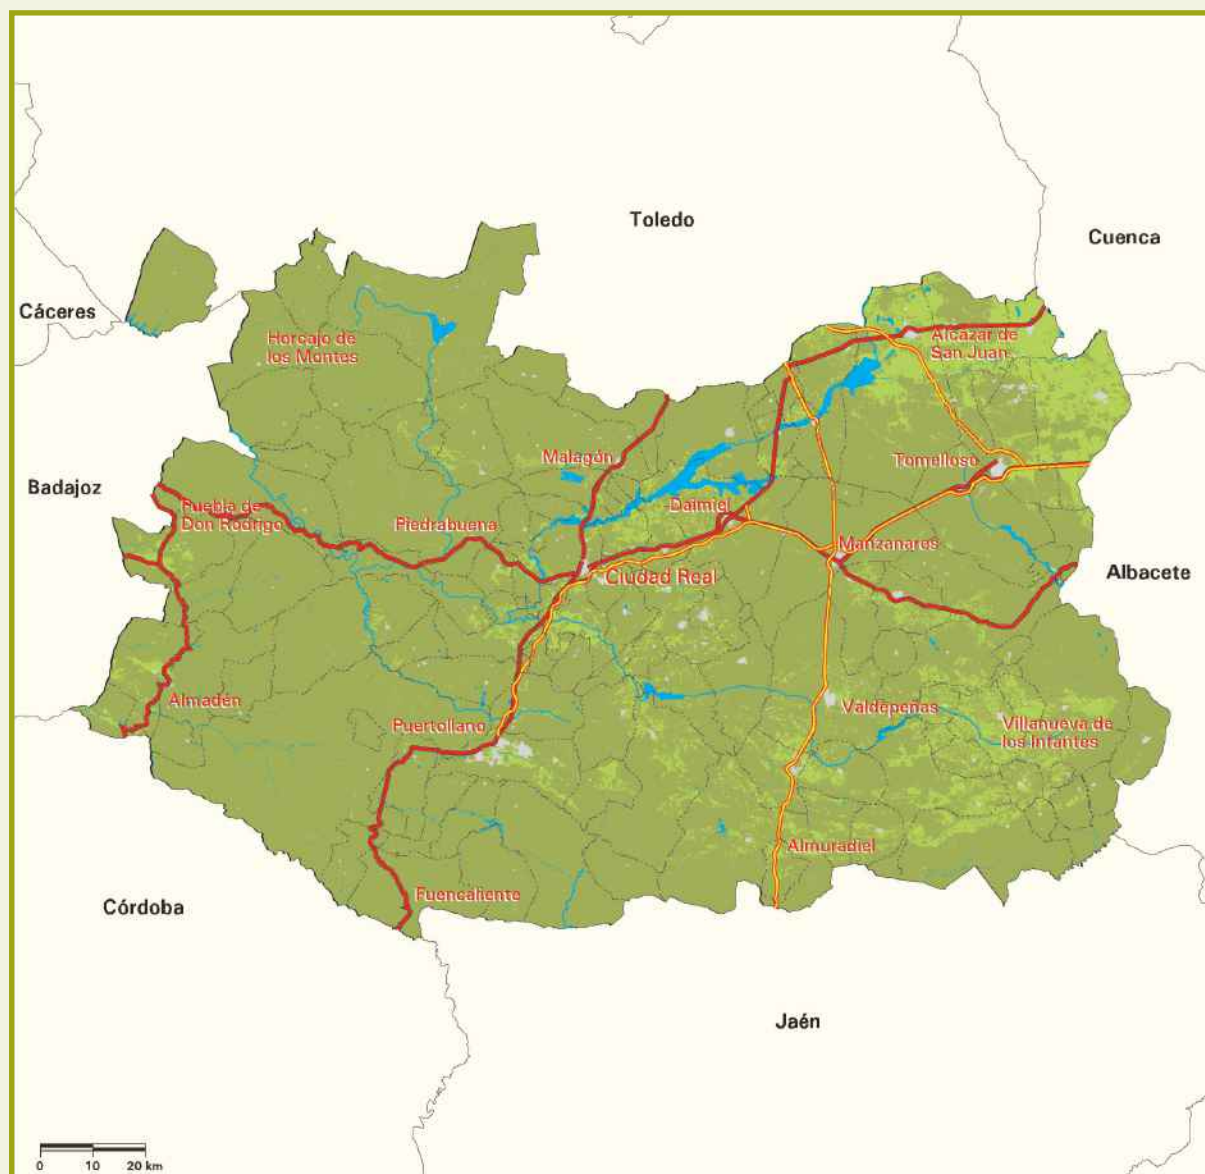 Toledo
Cuenca
Cáceres
Horcajo de
los Montes
Alcázar de
San Juan
Malagón
Tomelloso
Badajoz
Puebla de
Don Rodrigo
Piedrabuena
Daimiel
Manzanares
Ciudad Real
Albacete
Almadén
Puertollano
Valdepeñas
Villanueva de
los Infantes
Almuradiel
Fuencaliente
Córdoba
Jaén
0 10 20 km